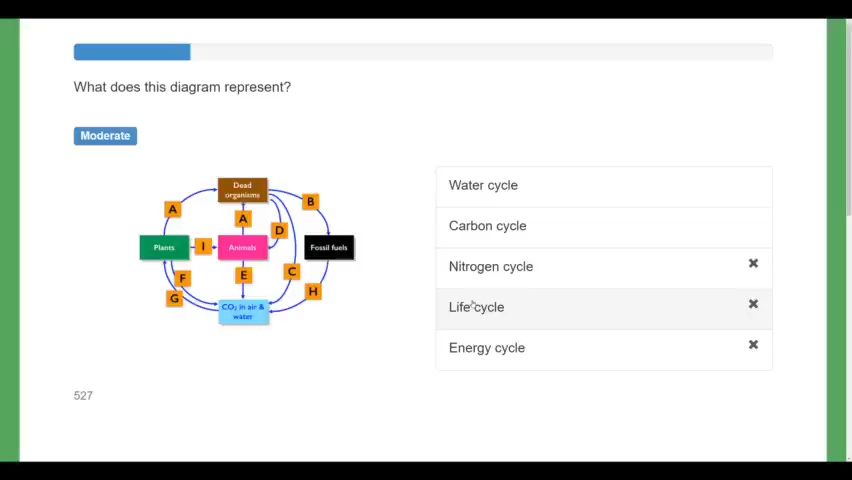 What does this diagram represent?
Moderate
Dead
organisms
A
B
A
D
Plants
I
Animals
Fossil fuels
F
E
C
G
H
CO₂ in air &
water
Water cycle
Carbon cycle
Nitrogen cycle
Life cycle
Energy cycle
527